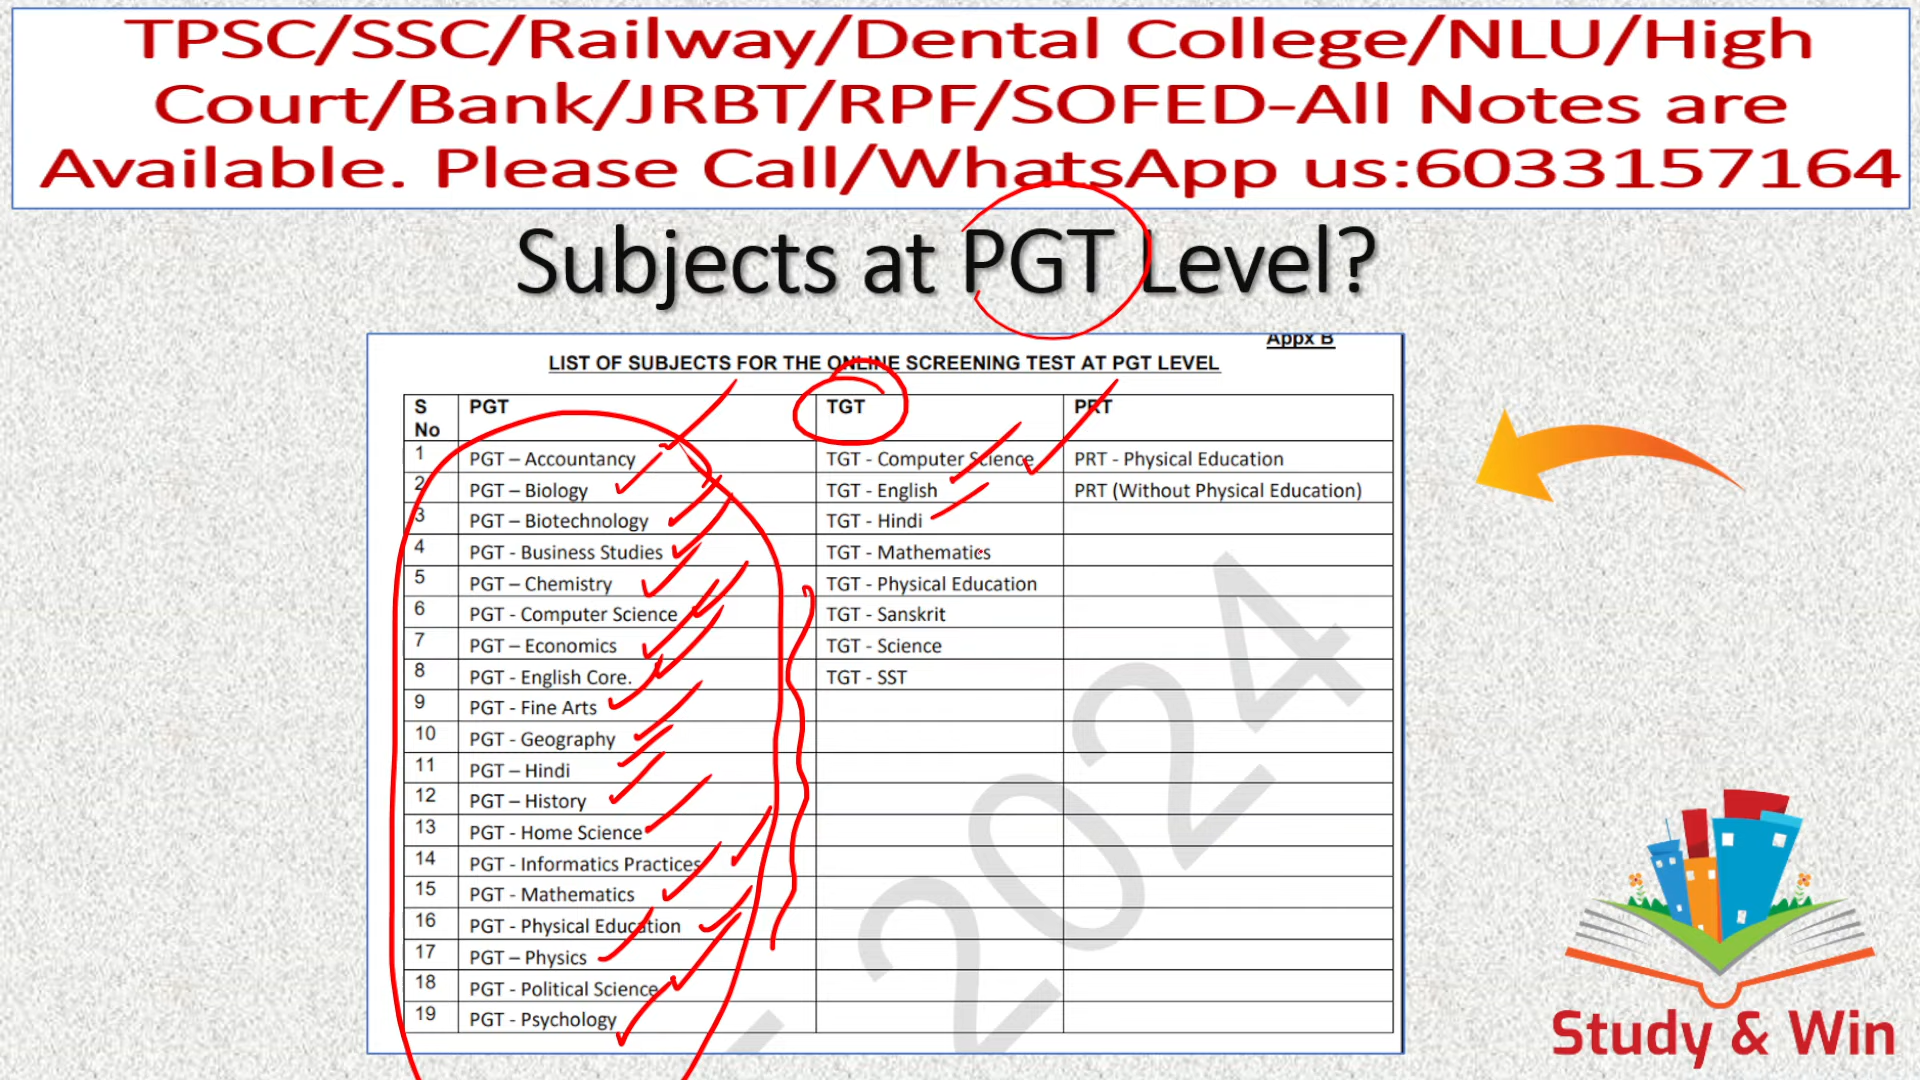 TPSC/SSC/Railway/Dental College/NLU/High
Court/Bank/JRBT/RPF/SOFED-All Notes are
Available. Please Call/WhatsApp us:6033157164
Subjects at PGT Level?
Appx B
LIST OF SUBJECTS FOR THE ONLINE SCREENING TEST AT PGT LEVEL
S No PGT TGT PRT
1 PGT – Accountancy TGT - Computer Science PRT - Physical Education
2 PGT – Biology TGT - English PRT (Without Physical Education)
3 PGT – Biotechnology TGT - Hindi
4 PGT - Business Studies TGT - Mathematics
5 PGT – Chemistry TGT - Physical Education
6 PGT - Computer Science TGT - Sanskrit
7 PGT – Economics TGT - Science
8 PGT - English Core. TGT - SST
9 PGT - Fine Arts
10 PGT - Geography
11 PGT – Hindi
12 PGT – History
13 PGT - Home Science
14 PGT - Informatics Practices
15 PGT - Mathematics
16 PGT - Physical Education
17 PGT – Physics
18 PGT - Political Science
19 PGT - Psychology
2024
Study & Win